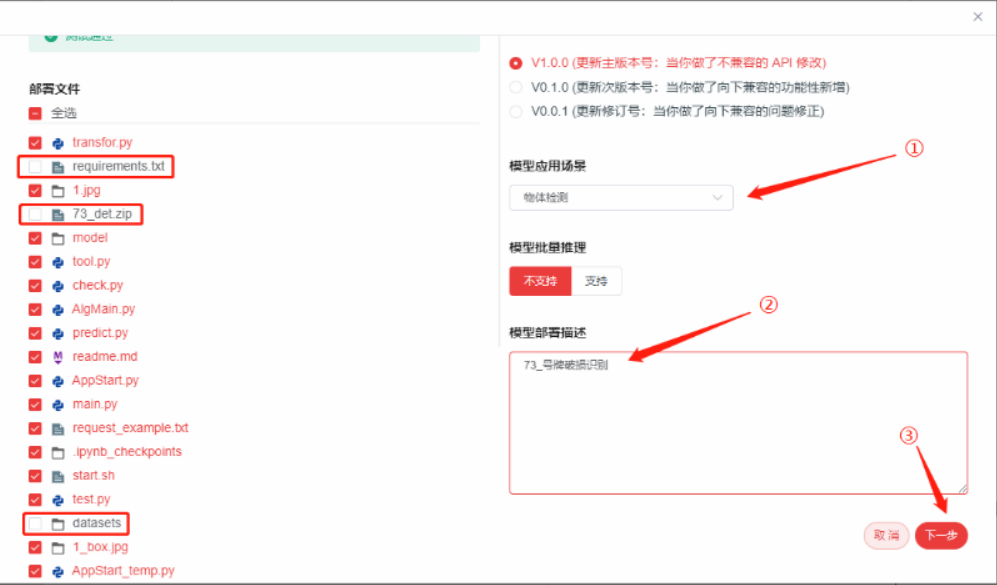 测试通过
部署文件
全选
transfor.py
requirements.txt
1.jpg
73_det.zip
model
tool.py
check.py
AlgMain.py
predict.py
readme.md
AppStart.py
main.py
request_example.txt
.ipynb_checkpoints
start.sh
test.py
datasets
1_box.jpg
AppStart_temp.py
V1.0.0 (更新主版本号：当你做了不兼容的 API 修改)
V0.1.0 (更新次版本号：当你做了向下兼容的功能性新增)
V0.0.1 (更新修订号：当你做了向下兼容的问题修正)
①
模型应用场景
物体检测
模型批量推理
不支持 支持
②
模型部署描述
73_号牌破损识别
③
取消 下一步